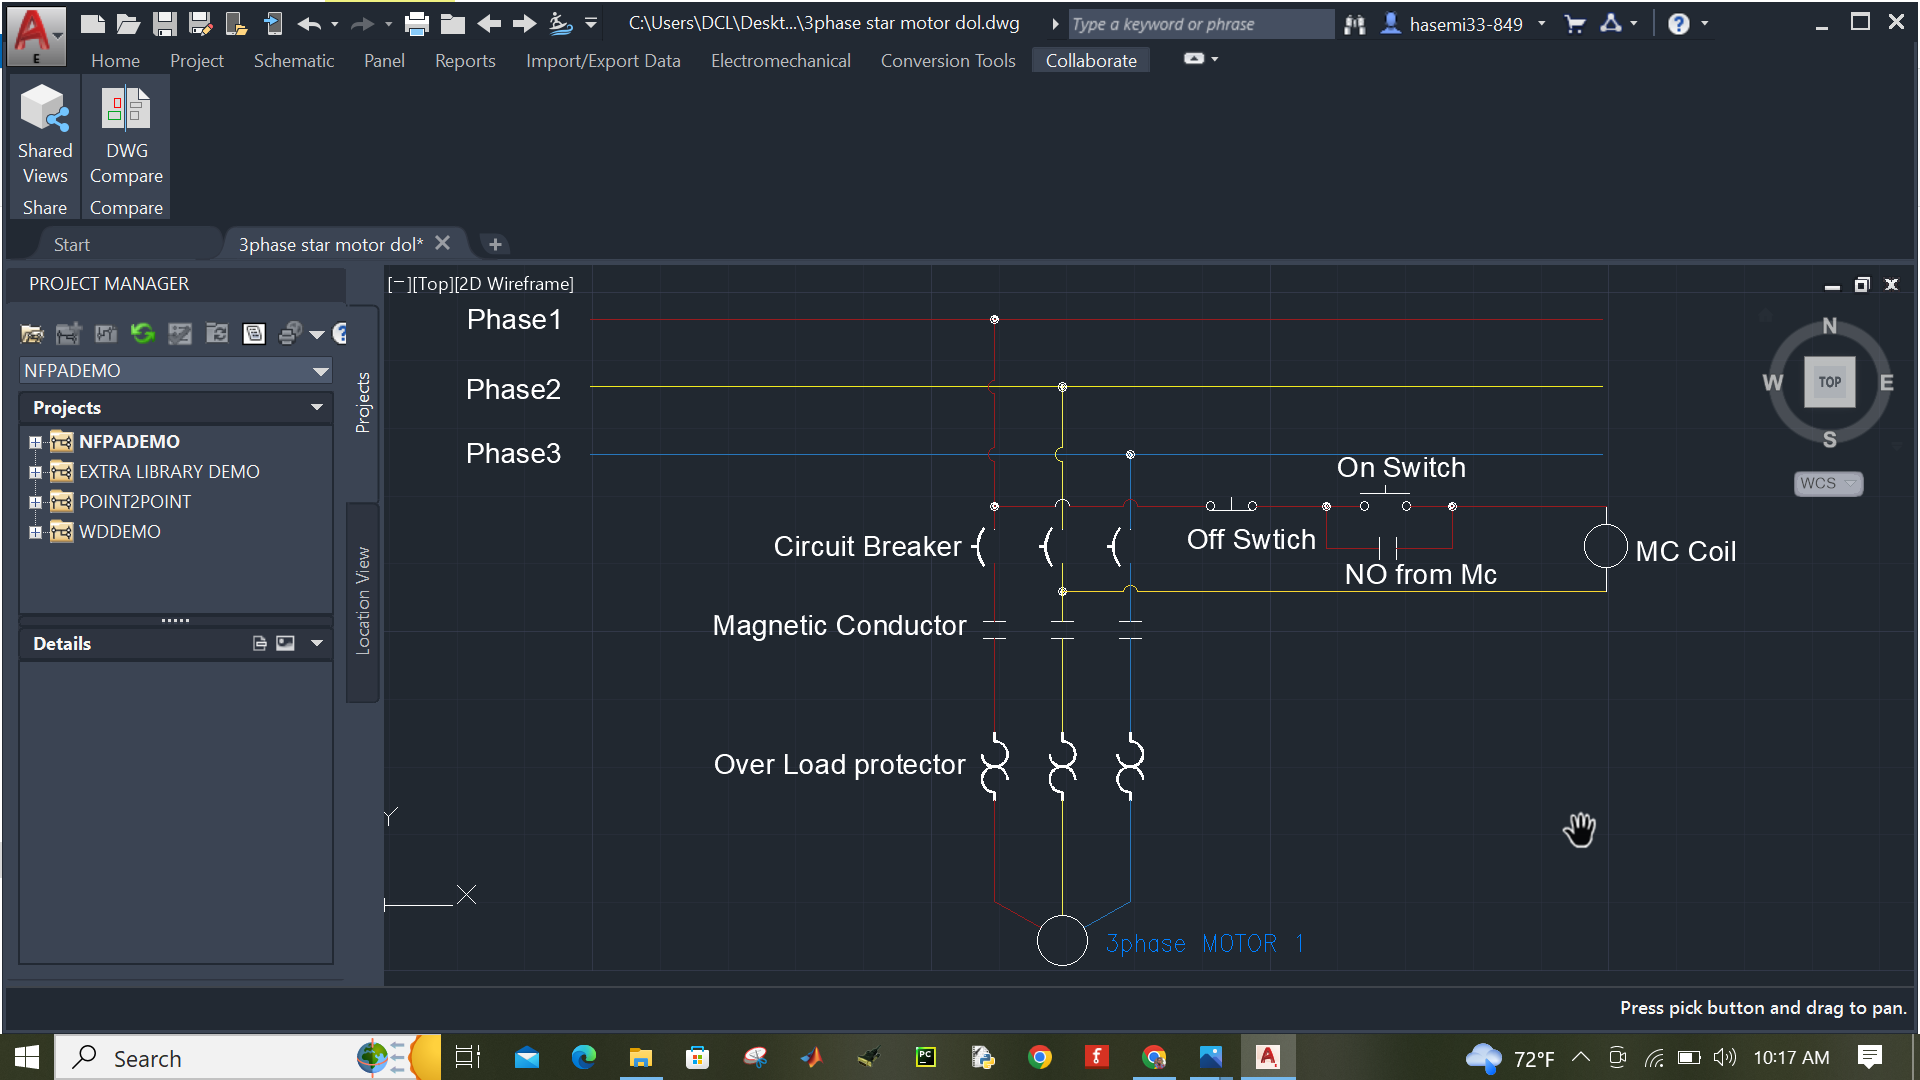 C:\Users\DCL\Deskt...\3phase star motor dol.dwg
Type a keyword or phrase
hasemi33-849
A
E
Home Project Schematic Panel Reports Import/Export Data Electromechanical Conversion Tools Collaborate
Shared Views
DWG Compare
Share
Compare
Start
3phase star motor dol*
PROJECT MANAGER
NFPADEMO
Projects
NFPADEMO
EXTRA LIBRARY DEMO
POINT2POINT
WDDEMO
Details
Projects
Location View
[−][Top][2D Wireframe]
Phase1
Phase2
Phase3
On Switch
Off Swtich
Circuit Breaker
NO from Mc
MC Coil
Magnetic Conductor
Over Load protector
3phase MOTOR 1
Y
X
N
W
TOP
E
S
WCS
Press pick button and drag to pan.
Search
PC
72°F
10:17 AM